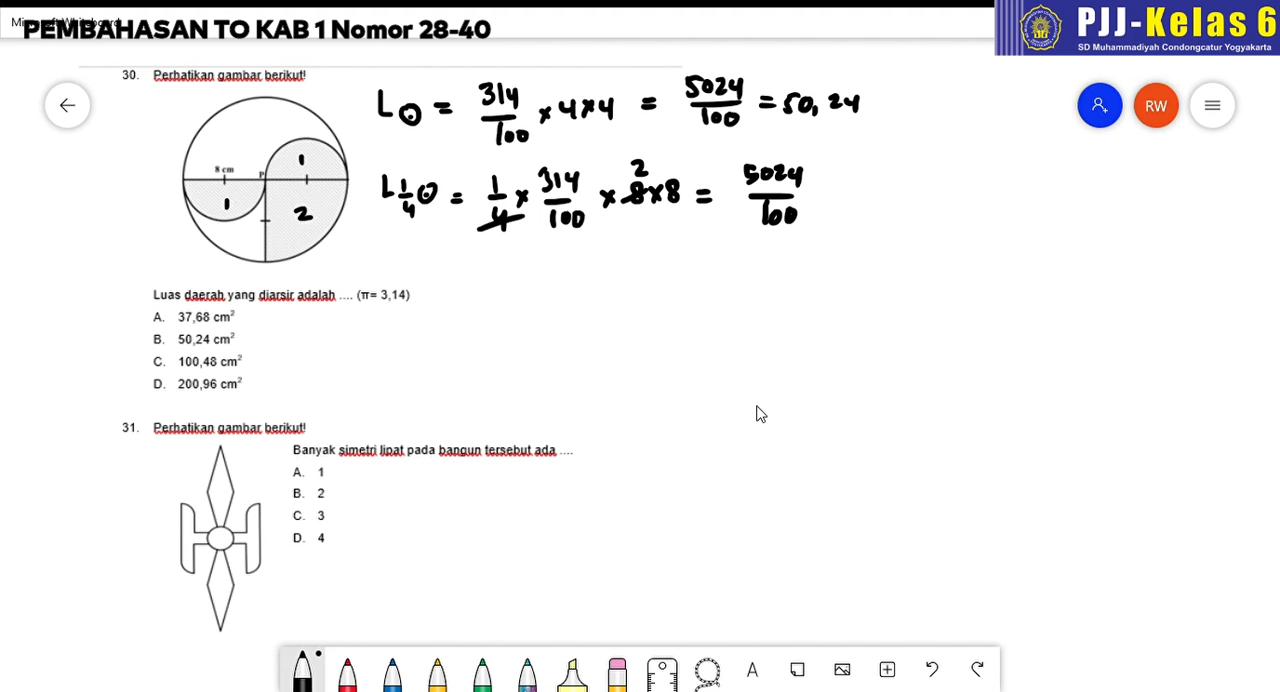 PEMBAHASAN TO KAB 1 Nomor 28-40
PJJ-Kelas 6
SD Muhammadiyah Condongcatur Yogyakarta
RW
30. Perhatikan gambar berikut!
8 cm
P
1
1
2
L⊙ = 314/100 × 4 × 4 = 5024/100 = 50,24
L 1/4 ⊙ = 1/4 × 314/100 × 8 2 × 8 = 5024/100
Luas daerah yang diarsir adalah .... (π= 3,14)
A. 37,68 cm²
B. 50,24 cm²
C. 100,48 cm²
D. 200,96 cm²
31. Perhatikan gambar berikut!
Banyak simetri lipat pada bangun tersebut ada ....
A. 1
B. 2
C. 3
D. 4
A